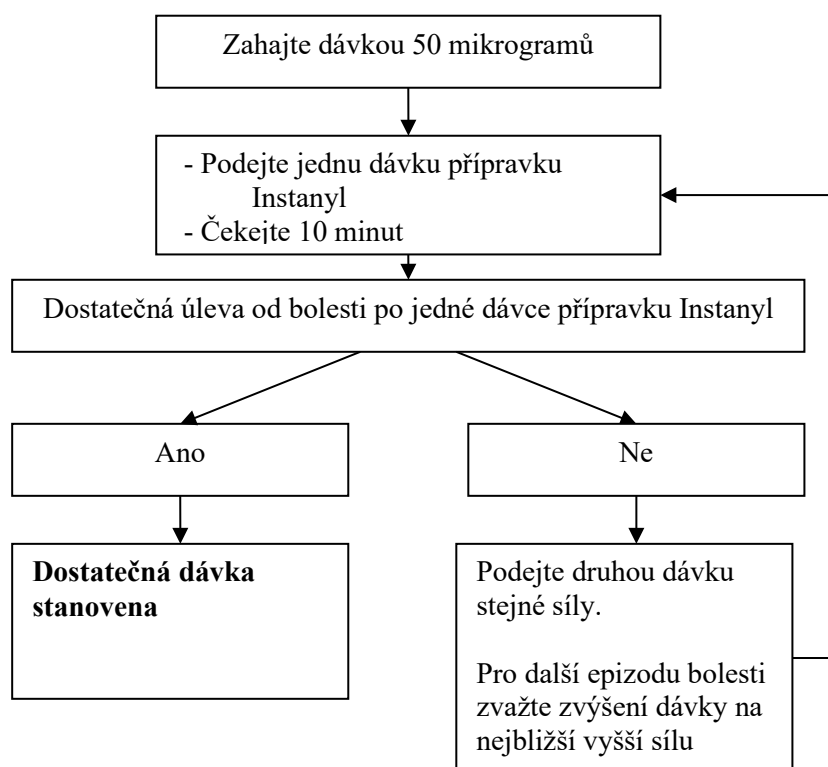 Zahajte dávkou 50 mikrogramů
- Podejte jednu dávku přípravku
Instanyl
- Čekejte 10 minut
Dostatečná úleva od bolesti po jedné dávce přípravku Instanyl
Ano
Ne
Dostatečná dávka
stanovena
Podejte druhou dávku
stejné síly.
Pro další epizodu bolesti
zvažte zvýšení dávky na
nejbližší vyšší sílu